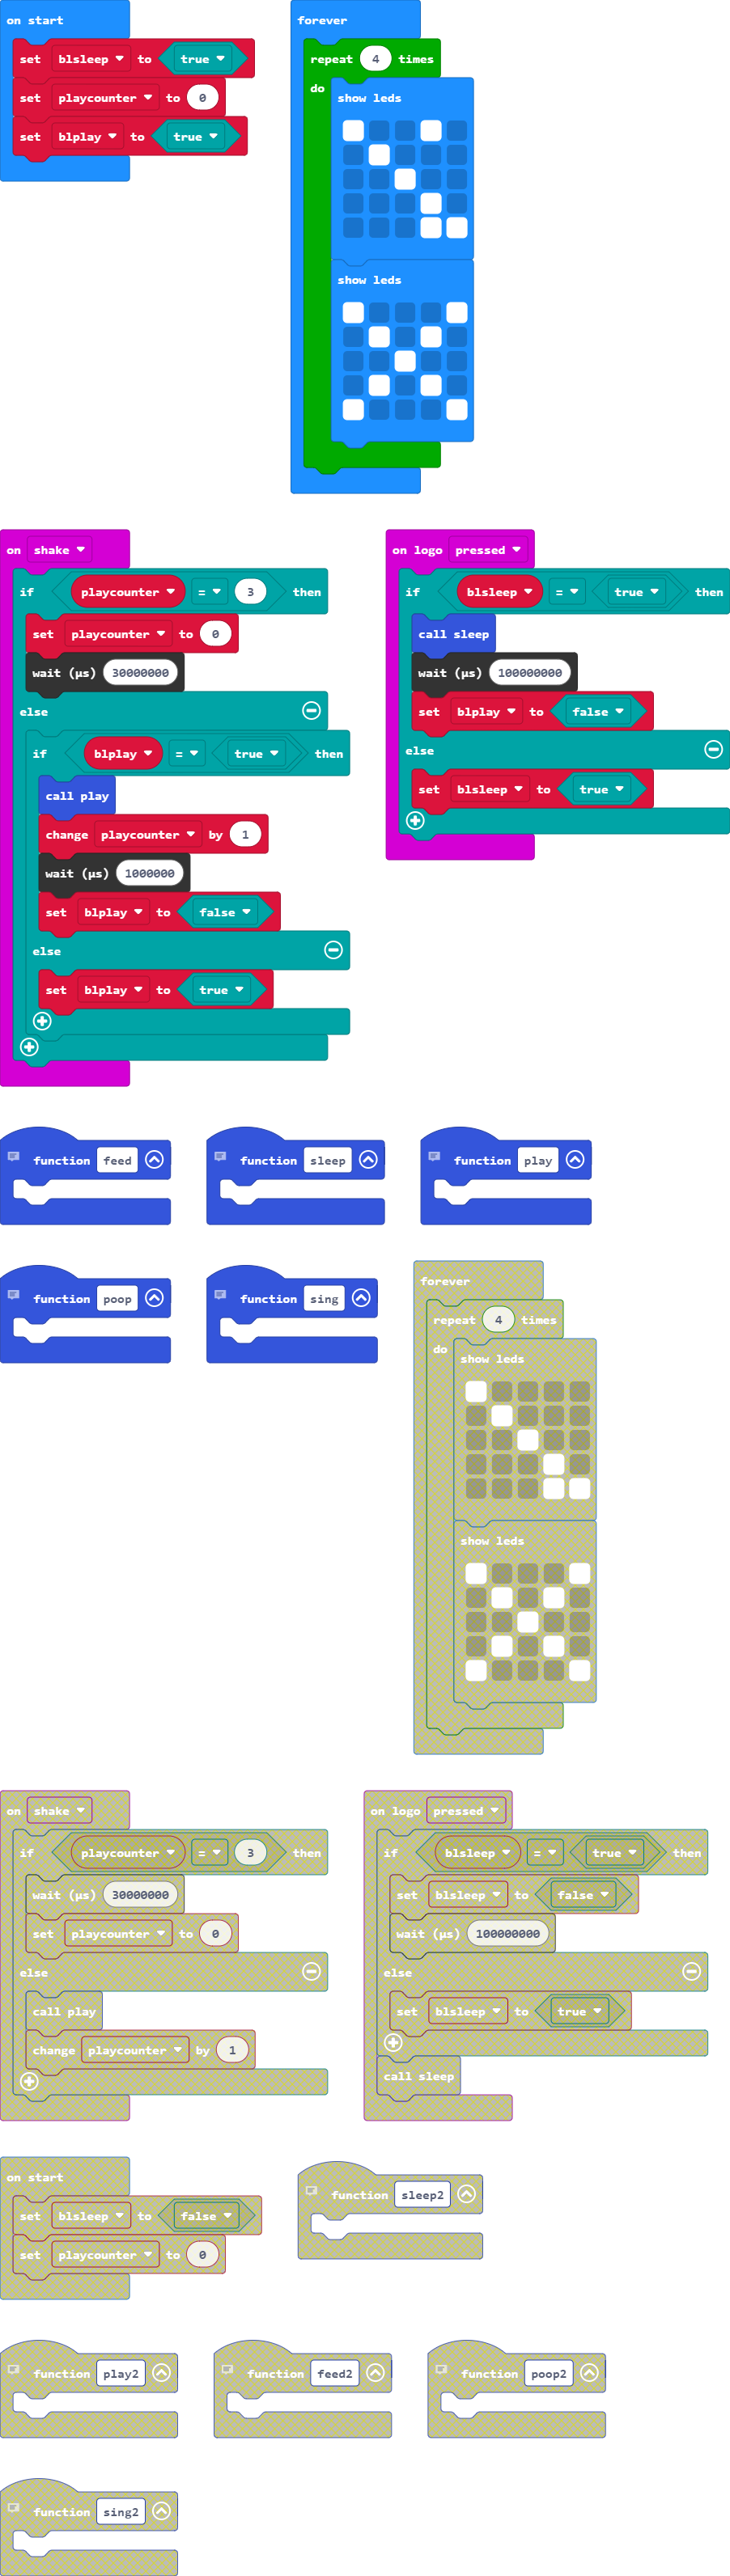 on start
set blsleep to true
set playcounter to 0
set blplay to true
forever
repeat 4 times
do
show leds
show leds
on shake
if playcounter = 3 then
set playcounter to 0
wait (µs) 30000000
else
if blplay = true then
call play
change playcounter by 1
wait (µs) 1000000
set blplay to false
else
set blplay to true
on logo pressed
if blsleep = true then
call sleep
wait (µs) 100000000
set blplay to false
else
set blsleep to true
function feed
function sleep
function play
function poop
function sing
forever
repeat 4 times
do
show leds
show leds
on shake
if playcounter = 3 then
wait (µs) 30000000
set playcounter to 0
else
call play
change playcounter by 1
on logo pressed
if blsleep = true then
set blsleep to false
wait (µs) 100000000
else
set blsleep to true
call sleep
on start
set blsleep to false
set playcounter to 0
function sleep2
function play2
function feed2
function poop2
function sing2